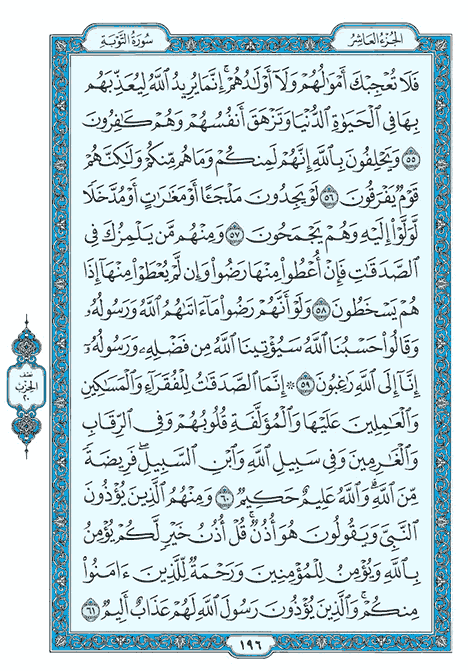 الجزء العاشر
سورة التوبة
فَلَا تُعْجِبْكَ أَمْوَٰلُهُمْ وَلَآ أَوْلَٰدُهُمْ ۚ إِنَّمَا يُرِيدُ ٱللَّهُ لِيُعَذِّبَهُم
بِهَا فِى ٱلْحَيَوٰةِ ٱلدُّنْيَا وَتَزْهَقَ أَنفُسُهُمْ وَهُمْ كَٰفِرُونَ
٥٥ وَيَحْلِفُونَ بِٱللَّهِ إِنَّهُمْ لَمِنكُمْ وَمَا هُم مِّنكُمْ وَلَٰكِنَّهُمْ
قَوْمٌ يَفْرَقُونَ ٥٦ لَوْ يَجِدُونَ مَلْجَـًٔا أَوْ مَغَٰرَٰتٍ أَوْ مُدَّخَلًا
لَّوَلَّوْا۟ إِلَيْهِ وَهُمْ يَجْمَحُونَ ٥٧ وَمِنْهُم مَّن يَلْمِزُكَ فِى
ٱلصَّدَقَٰتِ فَإِنْ أُعْطُوا۟ مِنْهَا رَضُوا۟ وَإِن لَّمْ يُعْطَوْا۟ مِنْهَآ إِذَا
هُمْ يَسْخَطُونَ ٥٨ وَلَوْ أَنَّهُمْ رَضُوا۟ مَآ ءَاتَىٰهُمُ ٱللَّهُ وَرَسُولُهُۥ
وَقَالُوا۟ حَسْبُنَا ٱللَّهُ سَيُؤْتِينَا ٱللَّهُ مِن فَضْلِهِۦ وَرَسُولُهُۥٓ
إِنَّآ إِلَى ٱللَّهِ رَٰغِبُونَ ٥٩ ۞ إِنَّمَا ٱلصَّدَقَٰتُ لِلْفُقَرَآءِ وَٱلْمَسَٰكِينِ
وَٱلْعَٰمِلِينَ عَلَيْهَا وَٱلْمُؤَلَّفَةِ قُلُوبُهُمْ وَفِى ٱلرِّقَابِ
وَٱلْغَٰرِمِينَ وَفِى سَبِيلِ ٱللَّهِ وَٱبْنِ ٱلسَّبِيلِ ۖ فَرِيضَةً
مِّنَ ٱللَّهِ ۗ وَٱللَّهُ عَلِيمٌ حَكِيمٌ ٦٠ وَمِنْهُمُ ٱلَّذِينَ يُؤْذُونَ
ٱلنَّبِىَّ وَيَقُولُونَ هُوَ أُذُنٌ ۚ قُلْ أُذُنُ خَيْرٍ لَّكُمْ يُؤْمِنُ
بِٱللَّهِ وَيُؤْمِنُ لِلْمُؤْمِنِينَ وَرَحْمَةٌ لِّلَّذِينَ ءَامَنُوا۟
مِنكُمْ ۚ وَٱلَّذِينَ يُؤْذُونَ رَسُولَ ٱللَّهِ لَهُمْ عَذَابٌ أَلِيمٌ ٦١
نصف
الحزب
٢٠
١٩٦